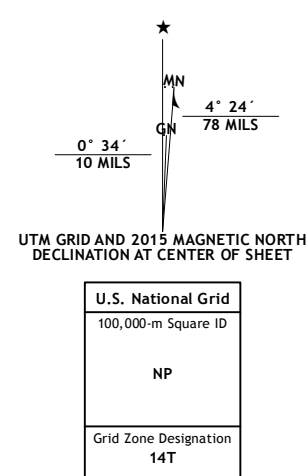 ★
MN
GN
4° 24´
78 MILS
0° 34´
10 MILS
UTM GRID AND 2015 MAGNETIC NORTH
DECLINATION AT CENTER OF SHEET
U.S. National Grid
100,000-m Square ID
NP
Grid Zone Designation
14T